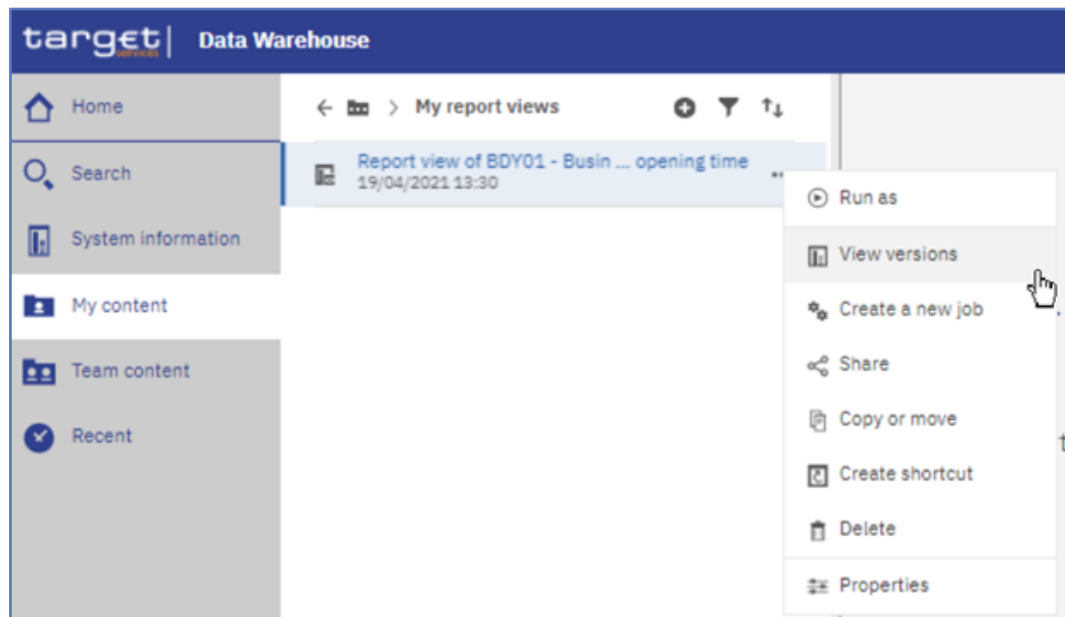 target| Data Warehouse
services
Home
My report views
Report view of BDY01 - Busin ... opening time
19/04/2021 13:30
Search
System information
My content
Team content
Recent
Run as
View versions
Create a new job
Share
Copy or move
Create shortcut
Delete
Properties